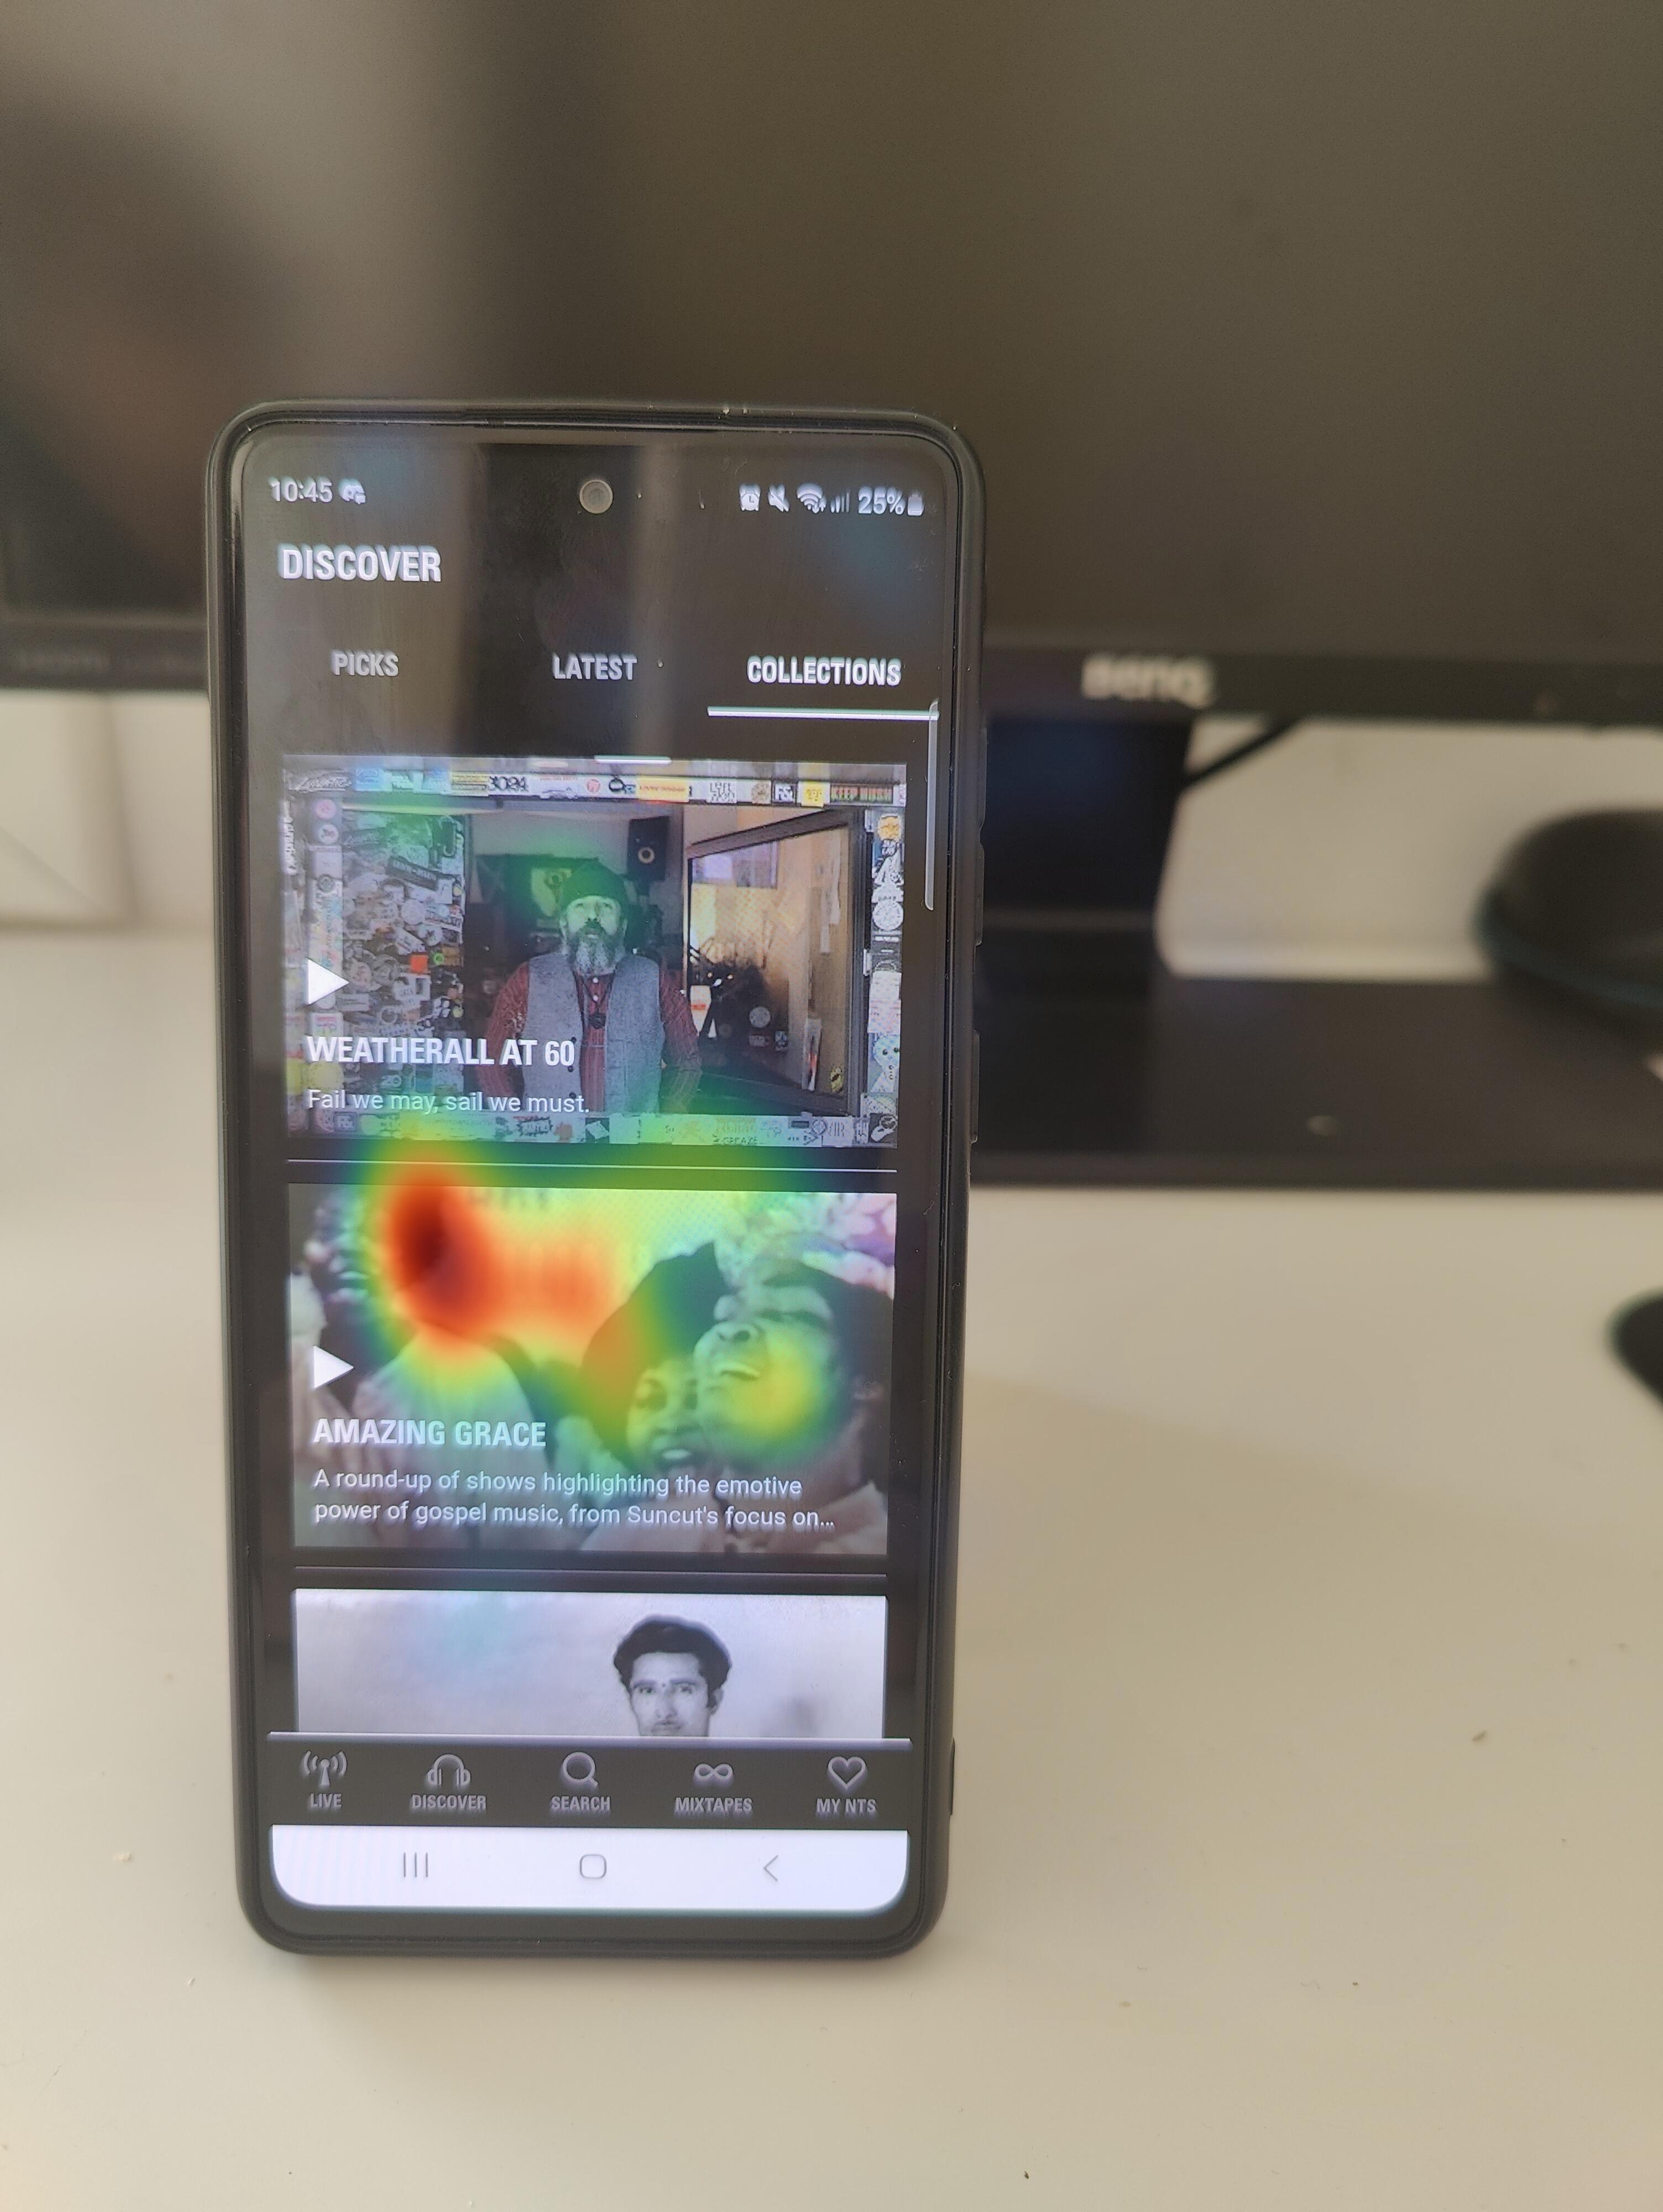 10:45
25%
DISCOVER
PICKS LATEST COLLECTIONS
3024
KEEP HUSH
WEATHERALL AT 60
Fail we may, sail we must.
AMAZING GRACE
A round-up of shows highlighting the emotive
power of gospel music, from Suncut's focus on...
LIVE DISCOVER SEARCH MIXTAPES MY NTS
BenQ